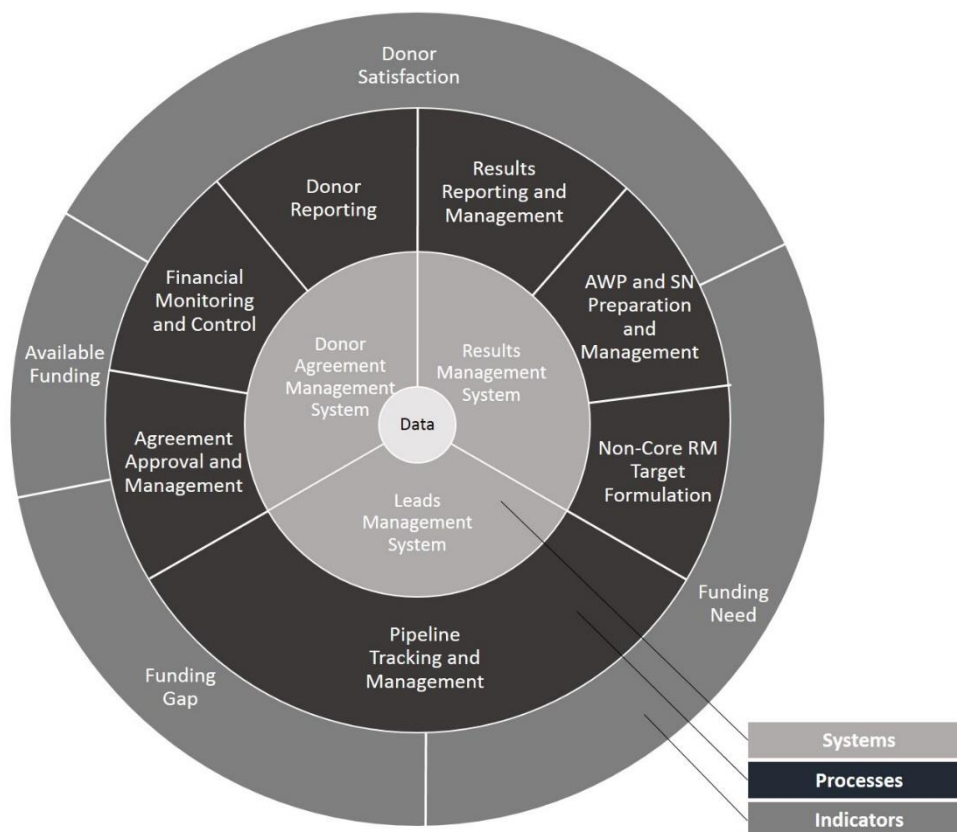 Donor
Satisfaction
Donor
Reporting
Results
Reporting and
Management
Financial
Monitoring
and Control
AWP and SN
Preparation
and
Management
Available
Funding
Donor
Agreement
Management
System
Results
Management
System
Data
Agreement
Approval and
Management
Non-Core RM
Target
Formulation
Leads
Management
System
Funding
Need
Pipeline
Tracking and
Management
Funding
Gap
Systems
Processes
Indicators